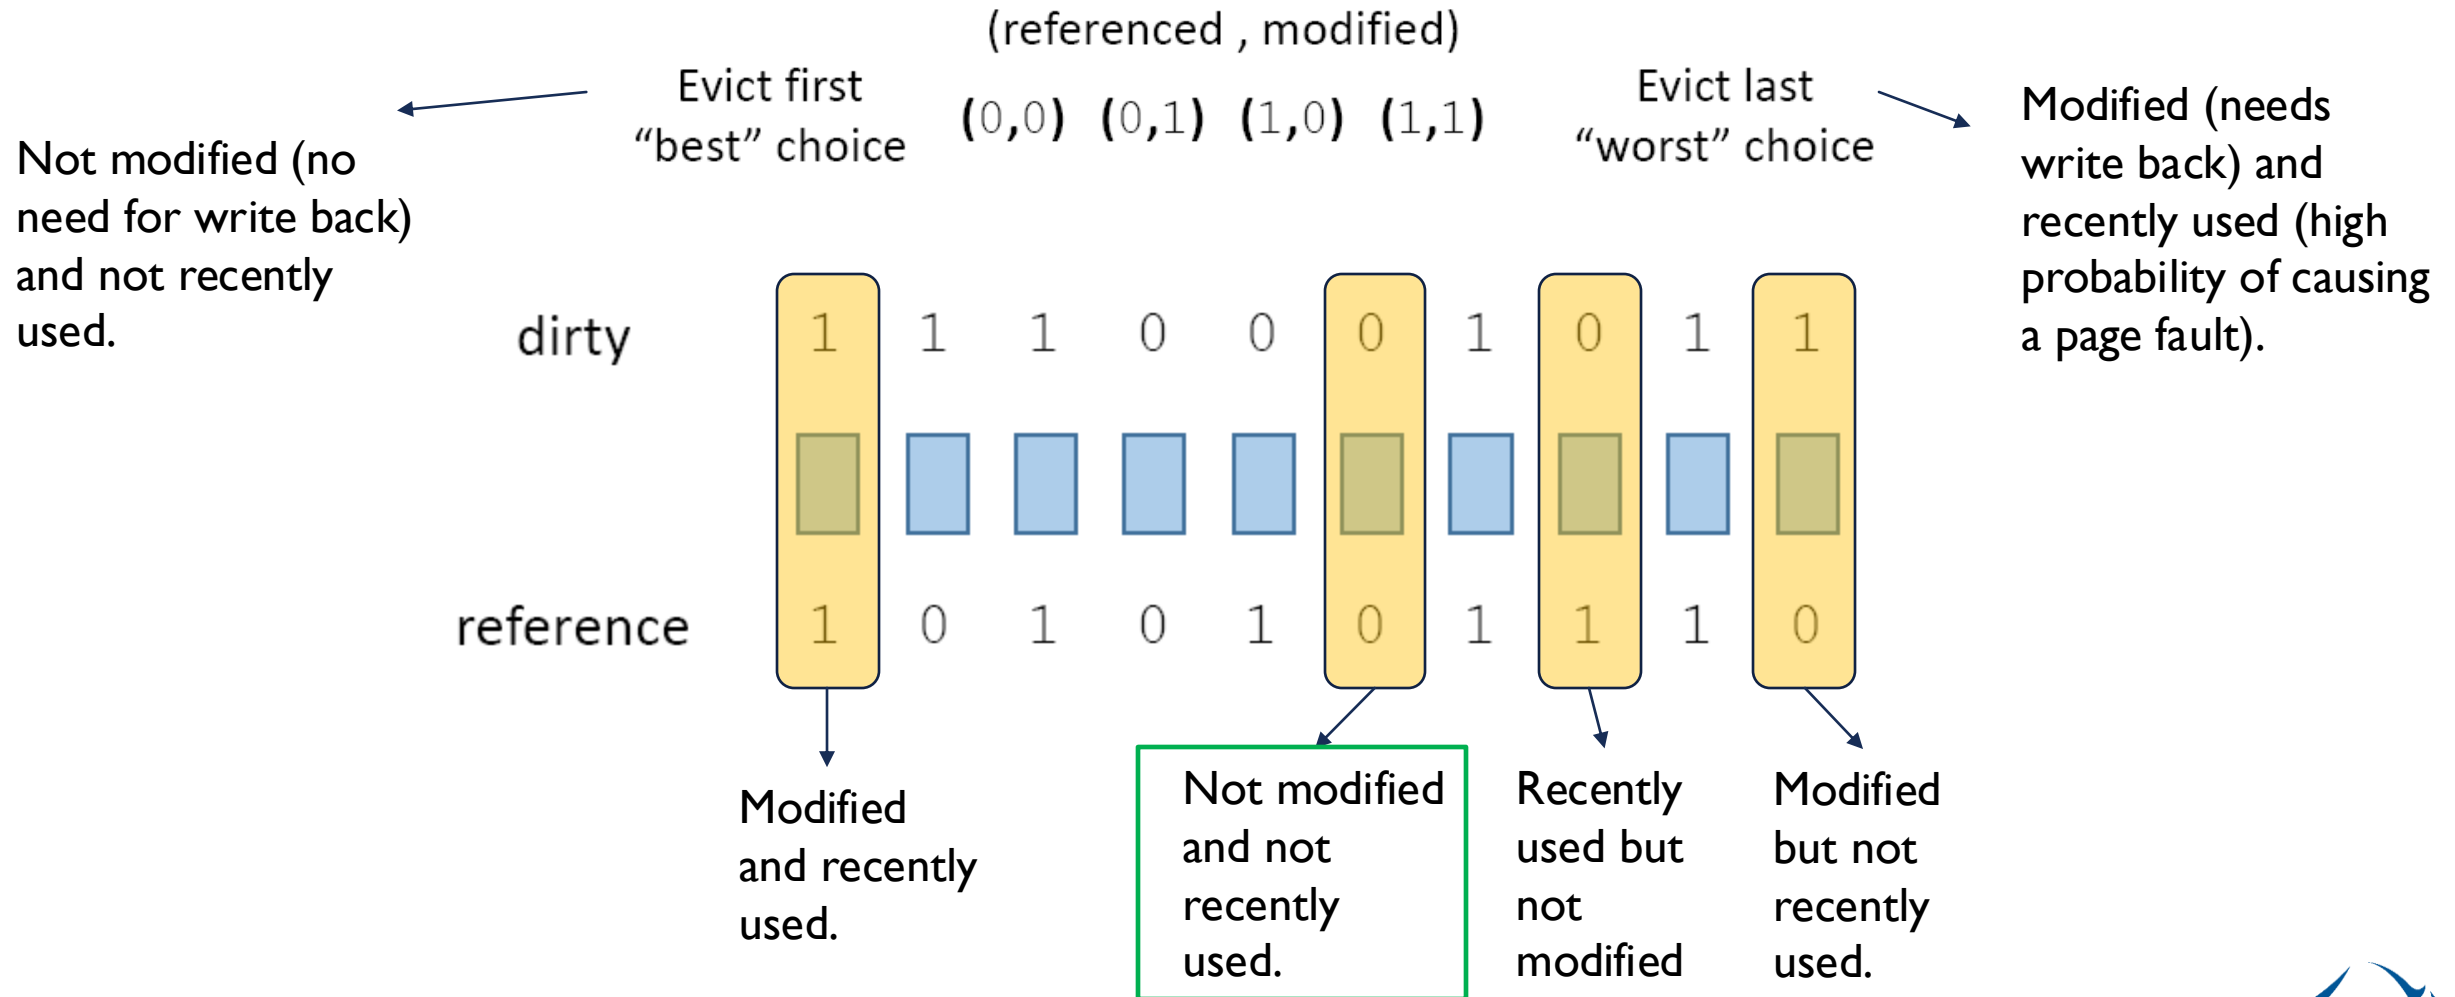 (referenced , modified)
Evict first
“best” choice
(0,0) (0,1) (1,0) (1,1)
Evict last
“worst” choice
Not modified (no
need for write back)
and not recently
used.
Modified (needs
write back) and
recently used (high
probability of causing
a page fault).
dirty 1 1 1 0 0 0 1 0 1 1
reference 1 0 1 0 1 0 1 1 1 0
Modified
and recently
used.
Not modified
and not
recently
used.
Recently
used but
not
modified
Modified
but not
recently
used.